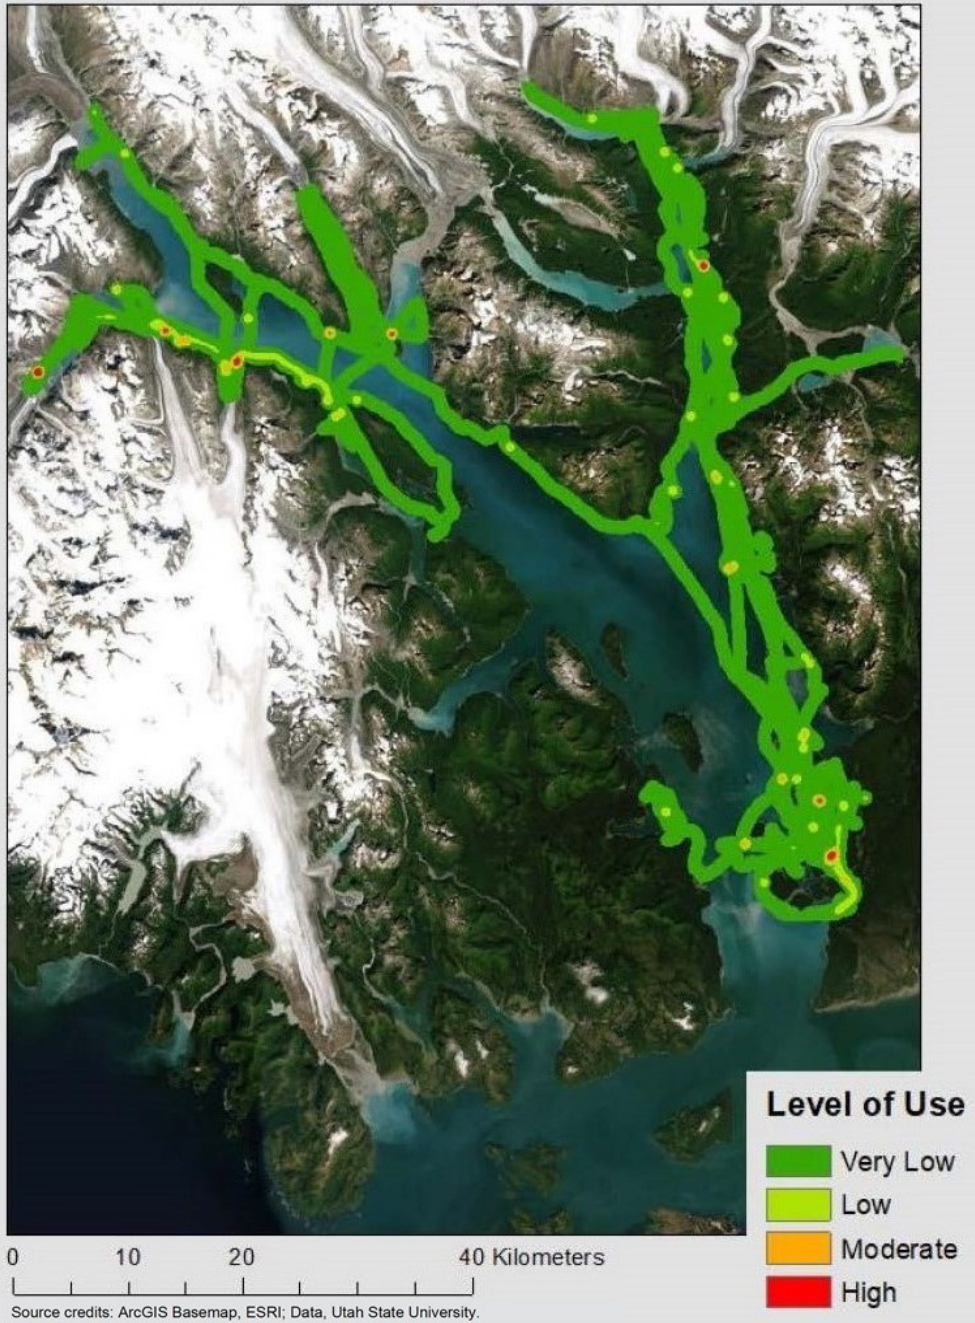 Level of Use
Very Low
Low
Moderate
High
0 10 20 40 Kilometers
Source credits: ArcGIS Basemap, ESRI; Data, Utah State University.